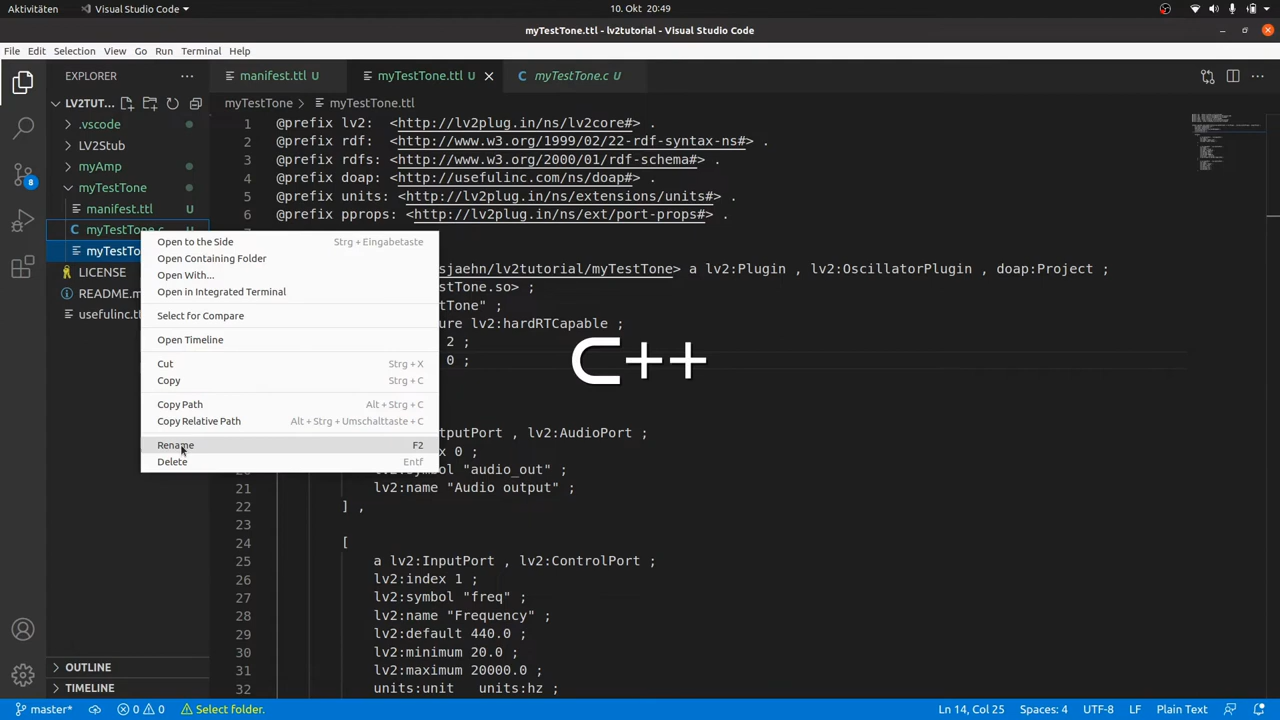 Aktivitäten
Visual Studio Code
10. Okt 20:49
myTestTone.ttl - lv2tutorial - Visual Studio Code
File Edit Selection View Go Run Terminal Help
EXPLORER
manifest.ttl U
myTestTone.ttl U
myTestTone.c U
LV2TUT...
myTestTone > myTestTone.ttl
.vscode
LV2Stub
myAmp
myTestTone
manifest.ttl U
myTestTone.c U
myTestTo
LICENSE
README.m
usefulinc.tt
OUTLINE
TIMELINE
8
1 @prefix lv2: <http://lv2plug.in/ns/lv2core#> .
2 @prefix rdf: <http://www.w3.org/1999/02/22-rdf-syntax-ns#> .
3 @prefix rdfs: <http://www.w3.org/2000/01/rdf-schema#> .
4 @prefix doap: <http://usefulinc.com/ns/doap#> .
5 @prefix units: <http://lv2plug.in/ns/extensions/units#> .
6 @prefix pprops: <http://lv2plug.in/ns/ext/port-props#> .
sjaehn/lv2tutorial/myTestTone> a lv2:Plugin , lv2:OscillatorPlugin , doap:Project ;
stTone.so> ;
tTone" ;
ure lv2:hardRTCapable ;
2 ;
0 ;
tputPort , lv2:AudioPort ;
x 0 ;
lv2:symbol "audio_out" ;
21 lv2:name "Audio output" ;
22 ] ,
23
24 [
25 a lv2:InputPort , lv2:ControlPort ;
26 lv2:index 1 ;
27 lv2:symbol "freq" ;
28 lv2:name "Frequency" ;
29 lv2:default 440.0 ;
30 lv2:minimum 20.0 ;
31 lv2:maximum 20000.0 ;
32 units:unit units:hz ;
Open to the Side Strg + Eingabetaste
Open Containing Folder
Open With...
Open in Integrated Terminal
Select for Compare
Open Timeline
Cut Strg + X
Copy Strg + C
Copy Path Alt + Strg + C
Copy Relative Path Alt + Strg + Umschalttaste + C
Rename F2
Delete Entf
C++
master*
0 0
Select folder.
Ln 14, Col 25 Spaces: 4 UTF-8 LF Plain Text